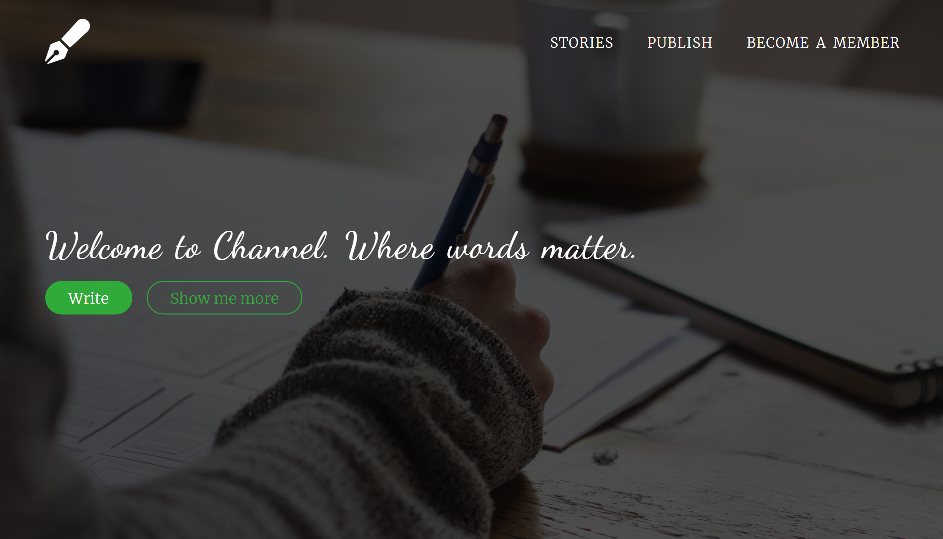 STORIES PUBLISH BECOME A MEMBER
Welcome to Channel. Where words matter.
Write Show me more